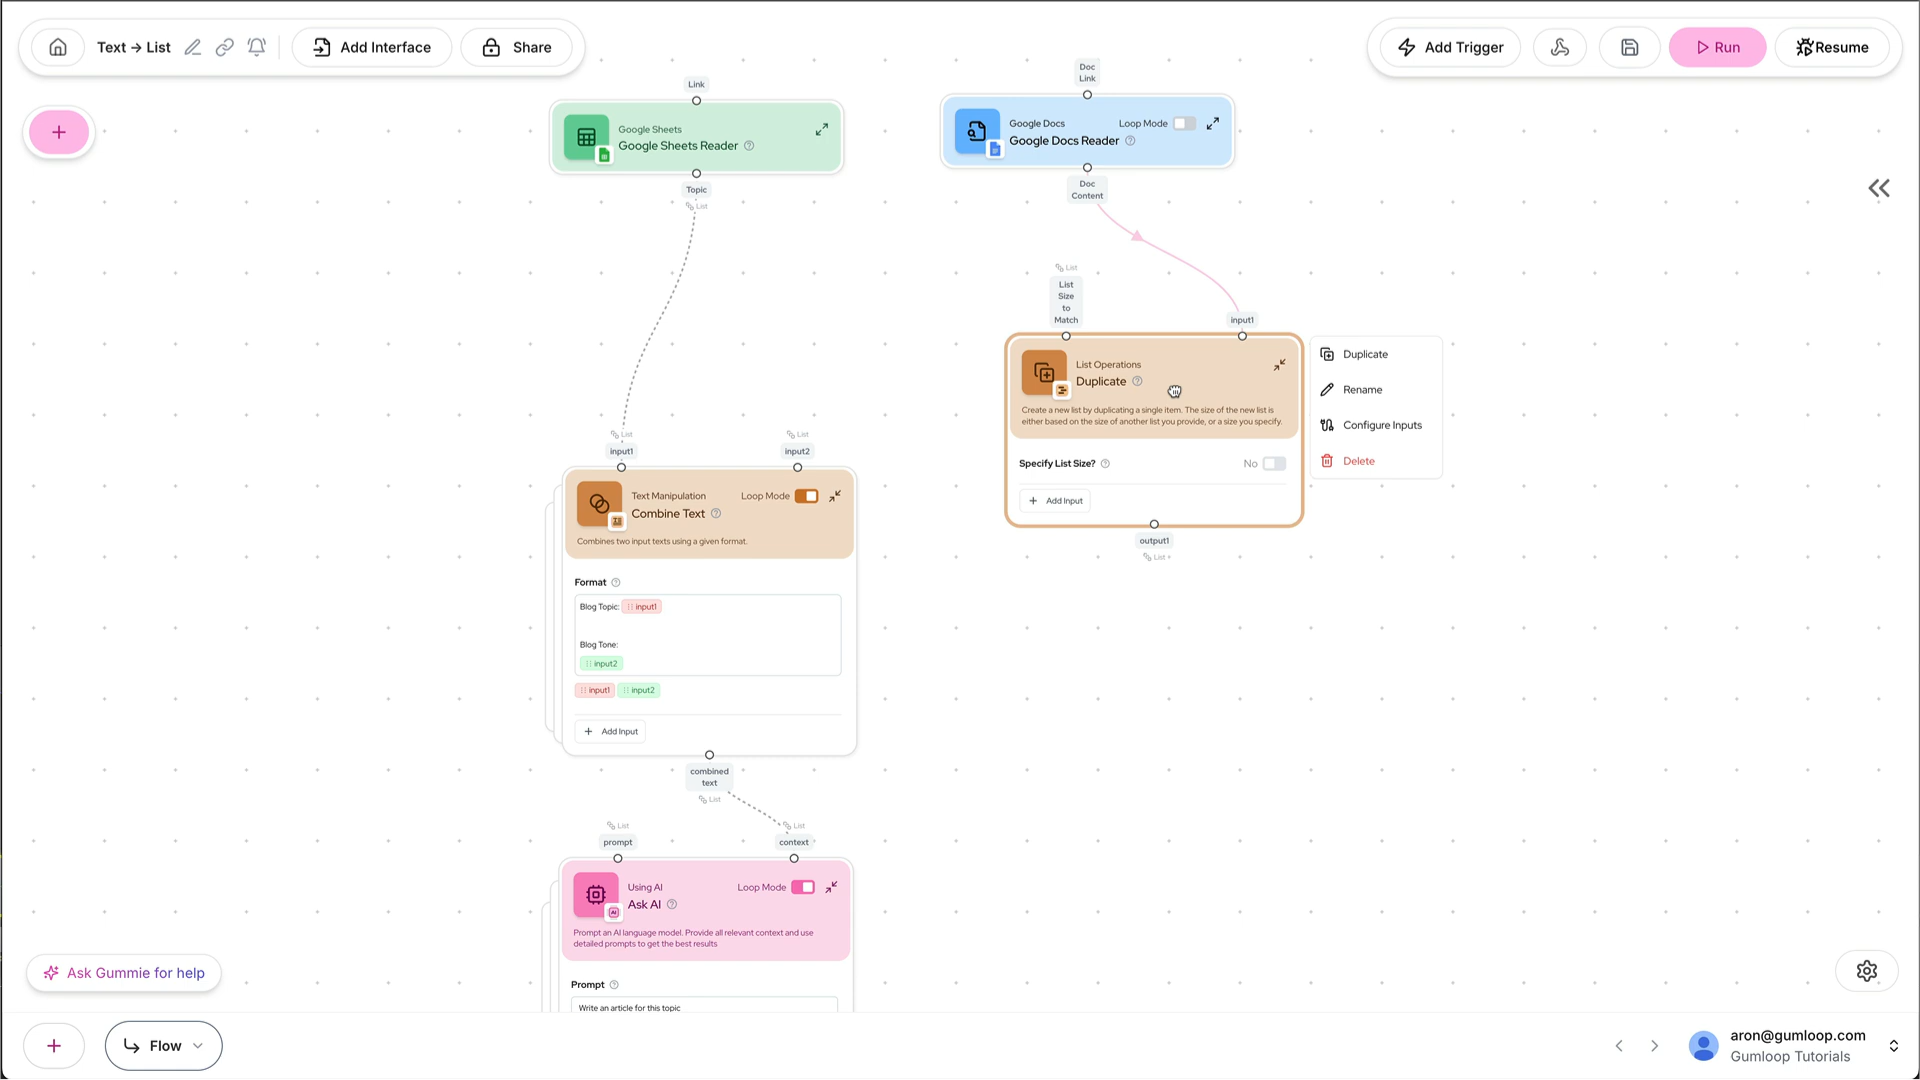 Text → List
Add Interface
Share
Add Trigger
Run
Resume
Link
Google Sheets
Google Sheets Reader
Topic
List
Doc
Link
Google Docs
Loop Mode
Google Docs Reader
Doc
Content
List
List
Size
to
Match
input1
List Operations
Duplicate
Create a new list by duplicating a single item. The size of the new list is
either based on the size of another list you provide, or a size you specify.
Specify List Size?
No
Add Input
output1
List +
Duplicate
Rename
Configure Inputs
Delete
List
input1
List
input2
Text Manipulation
Loop Mode
Combine Text
Combines two input texts using a given format.
Format
Blog Topic: input1
Blog Tone:
input2
input1 input2
Add Input
combined
text
List
List
prompt
List
context
Using AI
Loop Mode
Ask AI
Prompt an AI language model. Provide all relevant context and use
detailed prompts to get the best results
Prompt
Write an article for this topic
Ask Gummie for help
Flow
aron@gumloop.com
Gumloop Tutorials